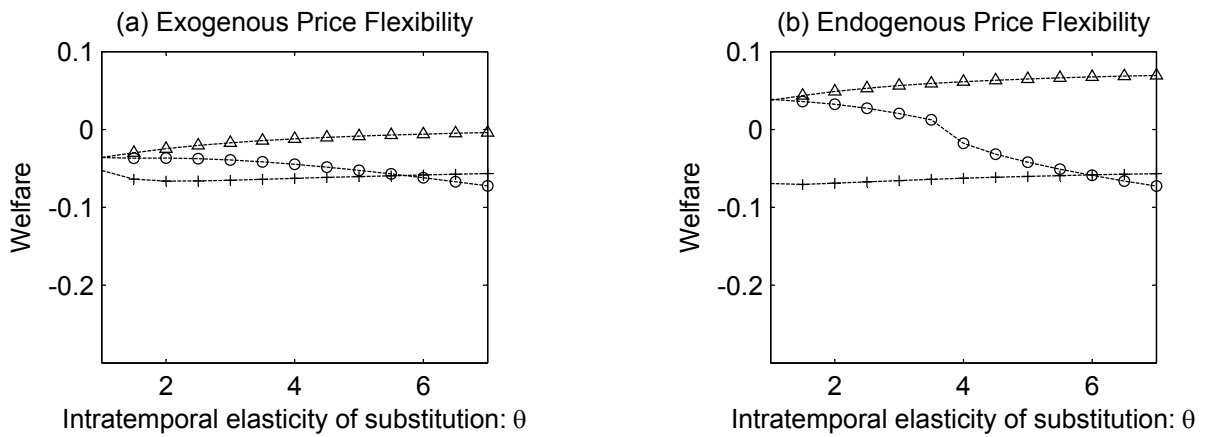 (a) Exogenous Price Flexibility
0.1
0
-0.1
-0.2
Welfare
2 4 6
Intratemporal elasticity of substitution: θ
(b) Endogenous Price Flexibility
0.1
0
-0.1
-0.2
Welfare
2 4 6
Intratemporal elasticity of substitution: θ